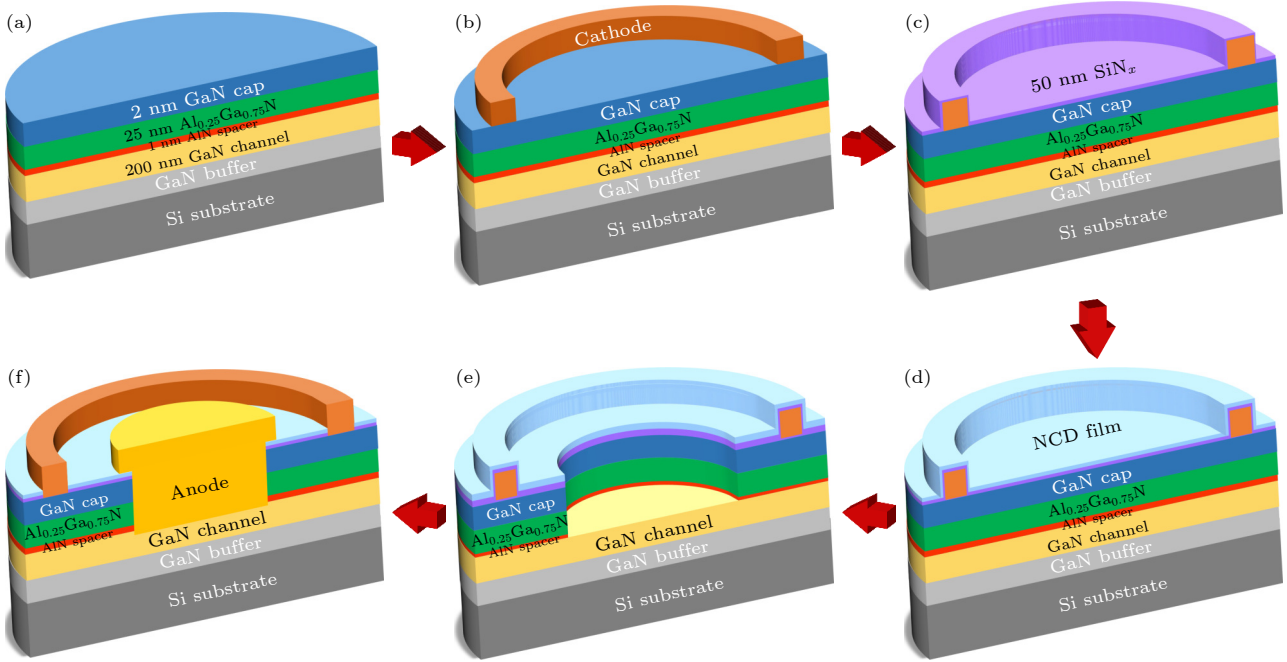 (a)
2 nm GaN cap
25 nm Al0.25Ga0.75N
1 nm AlN spacer
200 nm GaN channel
GaN buffer
Si substrate
(b)
Cathode
GaN cap
Al0.25Ga0.75N
AlN spacer
GaN channel
GaN buffer
Si substrate
(c)
50 nm SiNx
GaN cap
Al0.25Ga0.75N
AlN spacer
GaN channel
GaN buffer
Si substrate
(f)
Anode
GaN cap
Al0.25Ga0.75N
AlN spacer
GaN channel
GaN buffer
Si substrate
(e)
GaN cap
Al0.25Ga0.75N
AlN spacer
GaN channel
GaN buffer
Si substrate
(d)
NCD film
GaN cap
Al0.25Ga0.75N
AlN spacer
GaN channel
GaN buffer
Si substrate